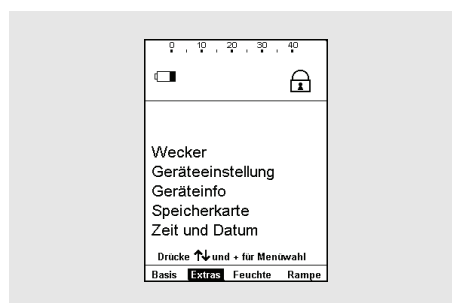 0 10 20 30 40
Wecker
Geräteeinstellung
Geräteinfo
Speicherkarte
Zeit und Datum
Drücke ↑↓ und + für Menüwahl
Basis Extras Feuchte Rampe